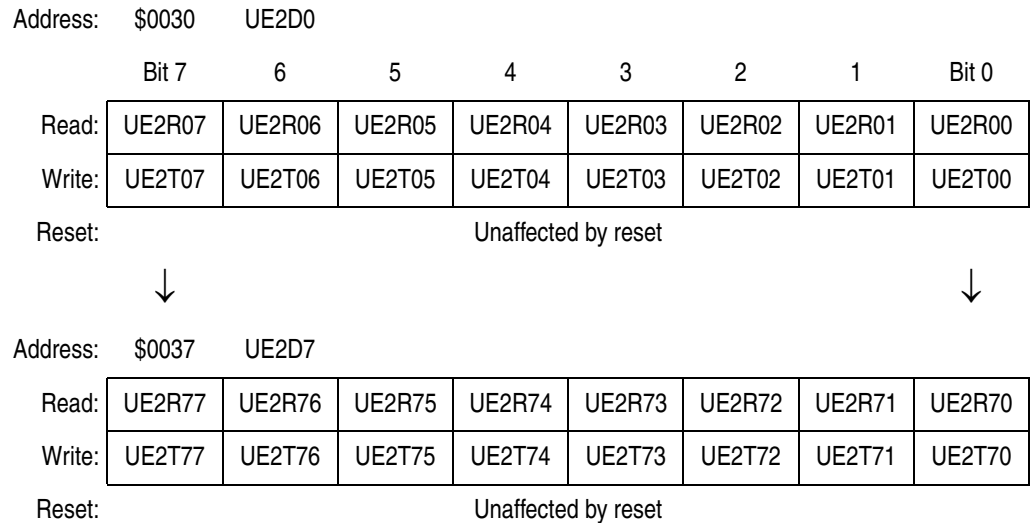 Address: $0030 UE2D0
Bit 7 6 5 4 3 2 1 Bit 0
Read: UE2R07 UE2R06 UE2R05 UE2R04 UE2R03 UE2R02 UE2R01 UE2R00
Write: UE2T07 UE2T06 UE2T05 UE2T04 UE2T03 UE2T02 UE2T01 UE2T00
Reset: Unaffected by reset
↓ ↓
Address: $0037 UE2D7
Read: UE2R77 UE2R76 UE2R75 UE2R74 UE2R73 UE2R72 UE2R71 UE2R70
Write: UE2T77 UE2T76 UE2T75 UE2T74 UE2T73 UE2T72 UE2T71 UE2T70
Reset: Unaffected by reset